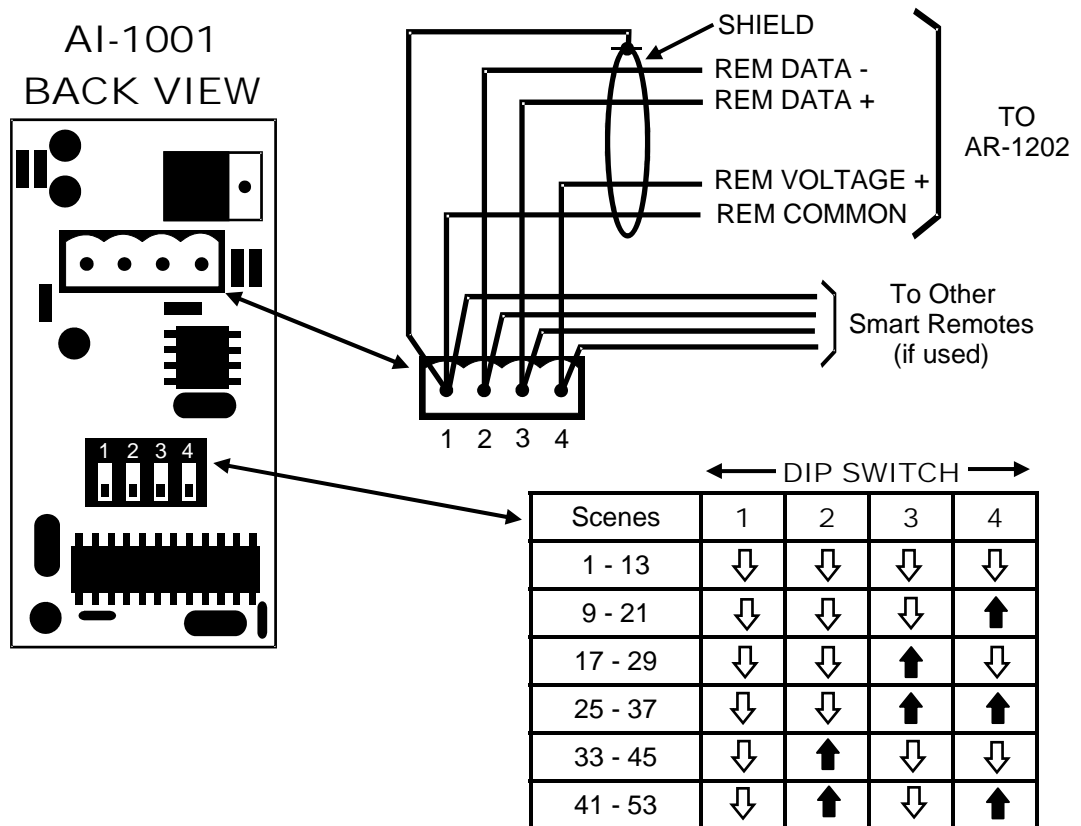 AI-1001
BACK VIEW
SHIELD
REM DATA -
REM DATA +
REM VOLTAGE +
REM COMMON
TO
AR-1202
To Other
Smart Remotes
(if used)
1 2 3 4
1 2 3 4
DIP SWITCH
Scenes 1 2 3 4
1 - 13
9 - 21
17 - 29
25 - 37
33 - 45
41 - 53